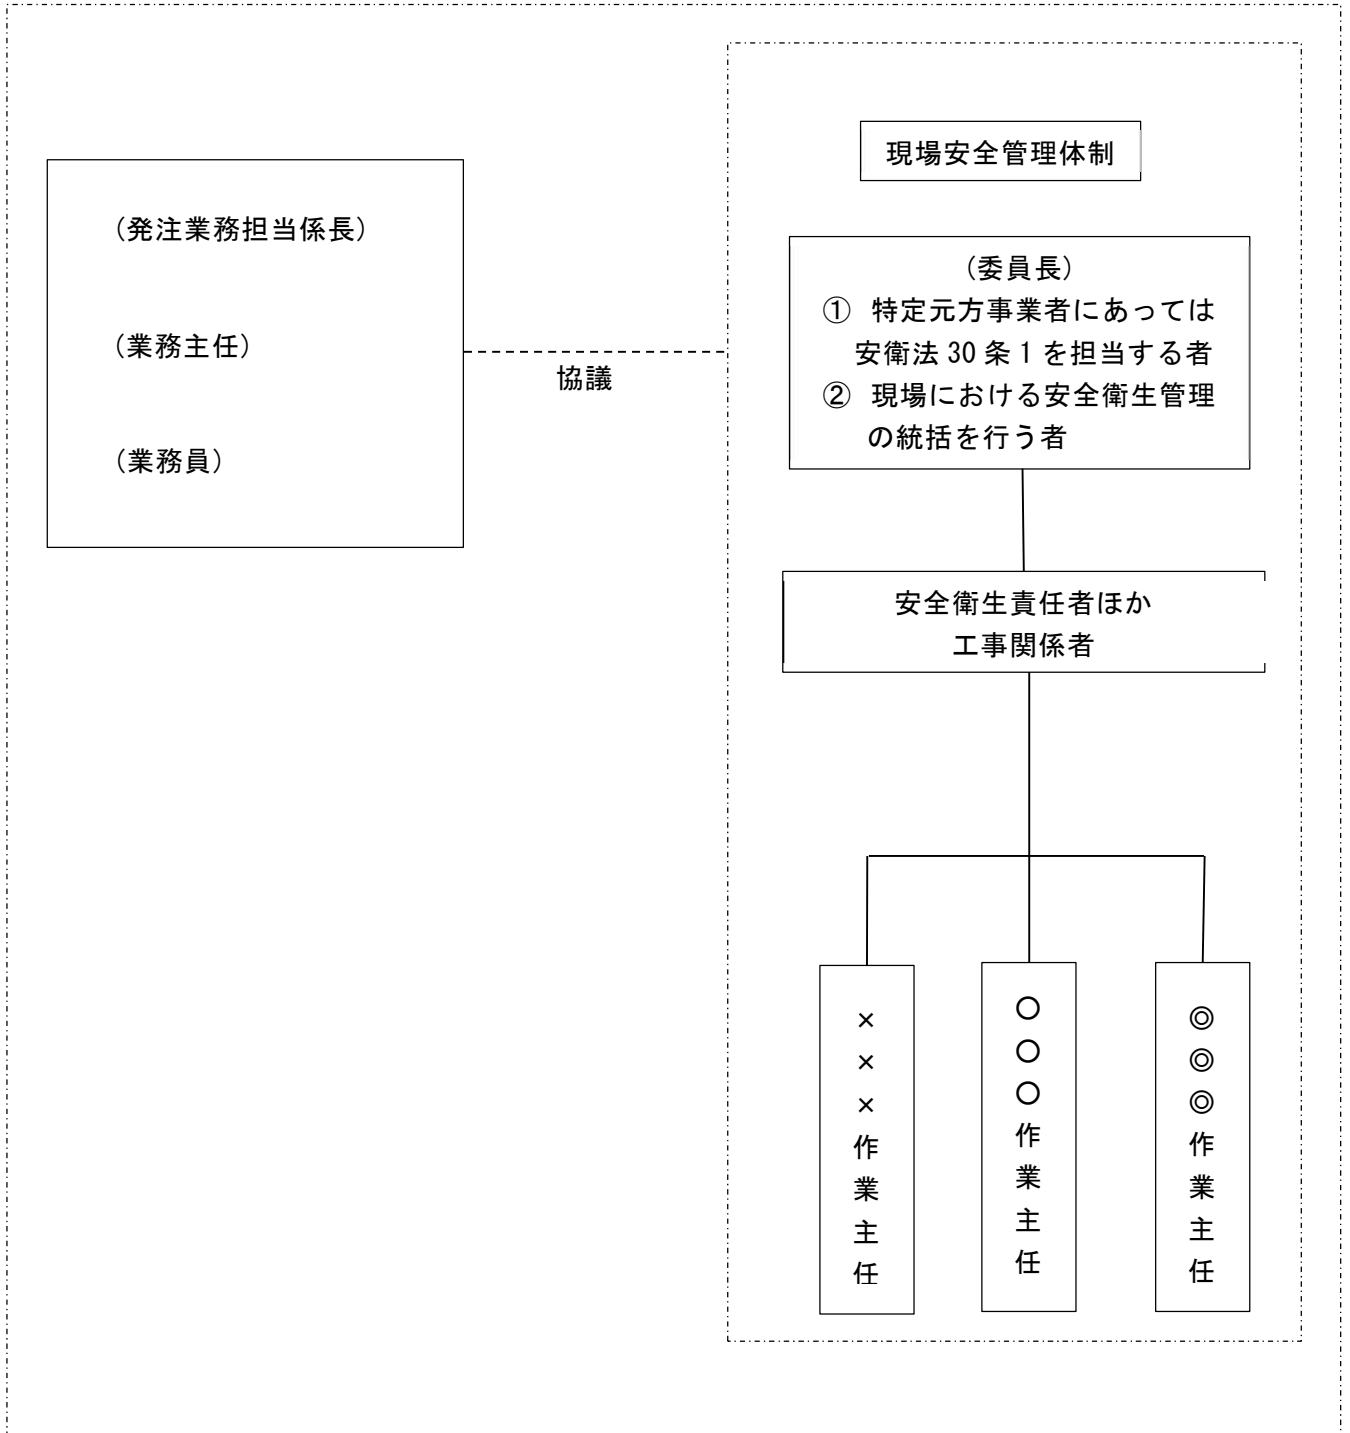 現場安全管理体制
（発注業務担当係長）
（業務主任）
（業務員）
協議
（委員長）
① 特定元方事業者にあっては
安衛法 30 条 1 を担当する者
② 現場における安全衛生管理
の統括を行う者
安全衛生責任者ほか
工事関係者
×××作業主任
〇〇〇作業主任
◎◎◎作業主任